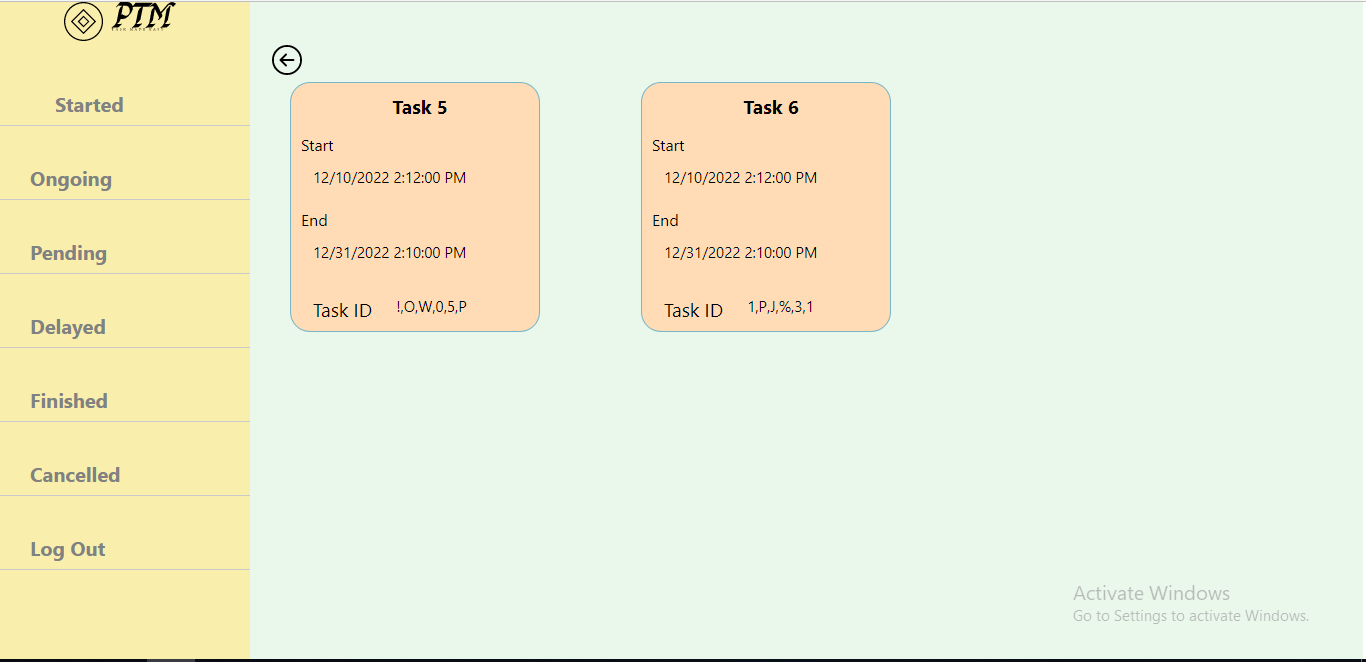 PTM
TASK MADE EASY
Started
Ongoing
Pending
Delayed
Finished
Cancelled
Log Out
Task 5
Start
12/10/2022 2:12:00 PM
End
12/31/2022 2:10:00 PM
Task ID !,O,W,0,5,P
Task 6
Start
12/10/2022 2:12:00 PM
End
12/31/2022 2:10:00 PM
Task ID 1,P,J,%,3,1
Activate Windows
Go to Settings to activate Windows.